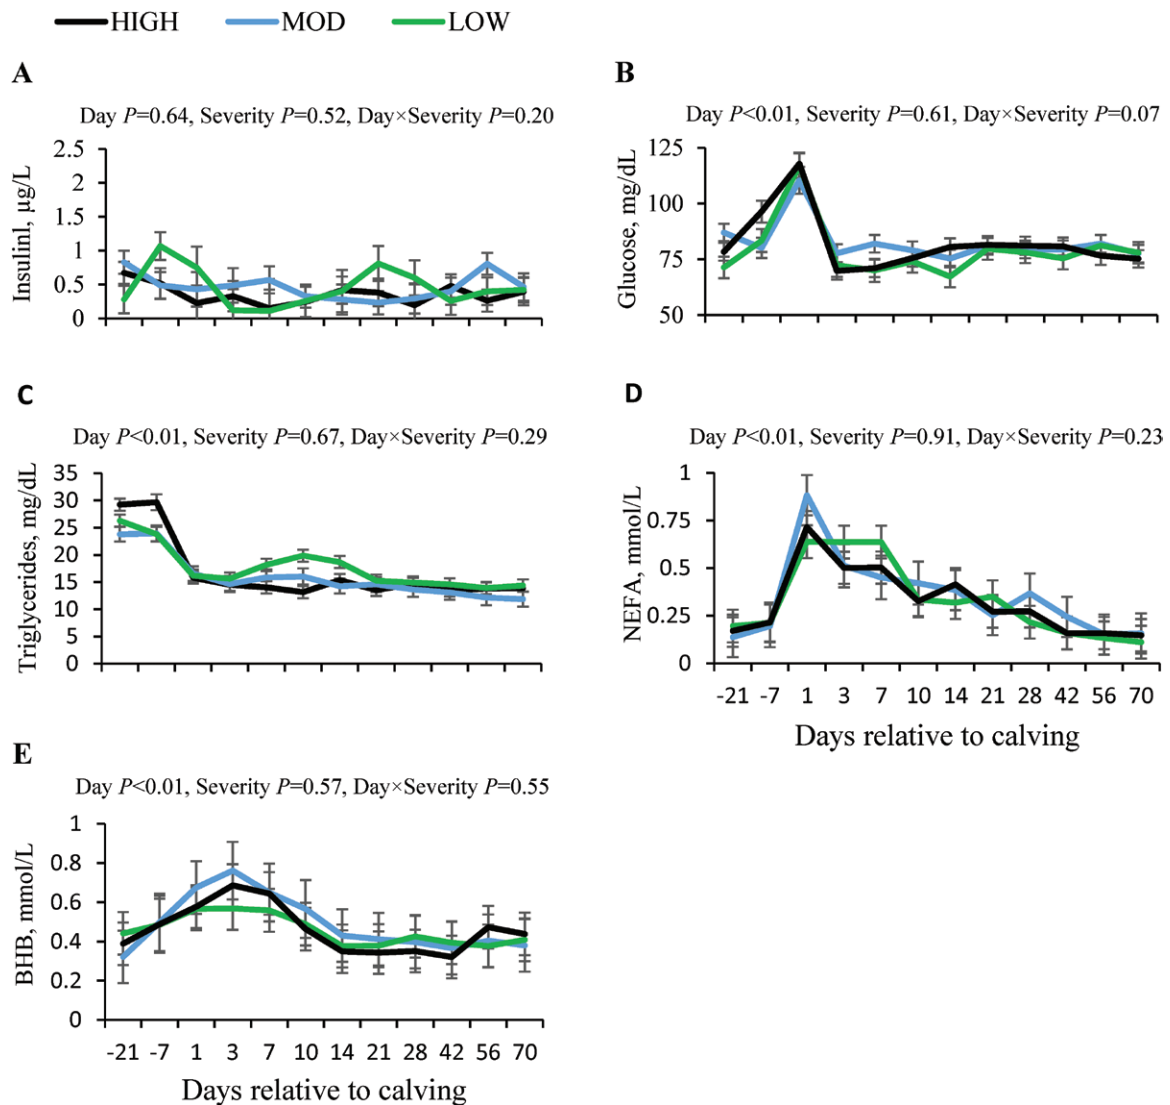 HIGH MOD LOW
A
Day P=0.64, Severity P=0.52, Day×Severity P=0.20
Insulinl, µg/L
2.5
2
1.5
1
0.5
0
B
Day P<0.01, Severity P=0.61, Day×Severity P=0.07
Glucose, mg/dL
125
100
75
50
C
Day P<0.01, Severity P=0.67, Day×Severity P=0.29
Triglycerides, mg/dL
35
30
25
20
15
10
5
0
D
Day P<0.01, Severity P=0.91, Day×Severity P=0.23
NEFA, mmol/L
1
0.75
0.5
0.25
0
-21 -7 1 3 7 10 14 21 28 42 56 70
Days relative to calving
E
Day P<0.01, Severity P=0.57, Day×Severity P=0.55
BHB, mmol/L
1
0.8
0.6
0.4
0.2
0
-21 -7 1 3 7 10 14 21 28 42 56 70
Days relative to calving